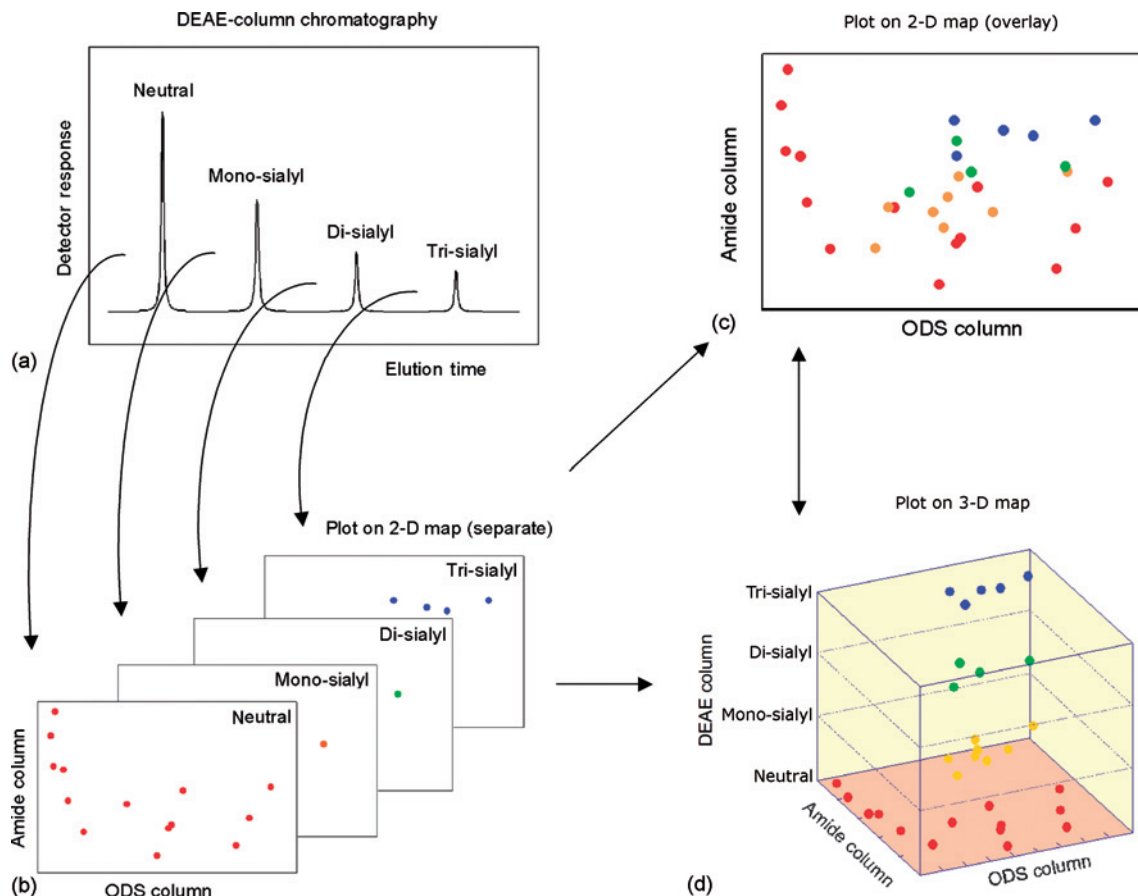 DEAE-column chromatography
Neutral
Mono-sialyl
Di-sialyl
Tri-sialyl
Detector response
Elution time
(a)
Plot on 2-D map (overlay)
Amide column
ODS column
(c)
Plot on 2-D map (separate)
Tri-sialyl
Di-sialyl
Mono-sialyl
Neutral
Amide column
ODS column
(b)
Plot on 3-D map
Tri-sialyl
Di-sialyl
Mono-sialyl
Neutral
DEAE column
Amide column
ODS column
(d)